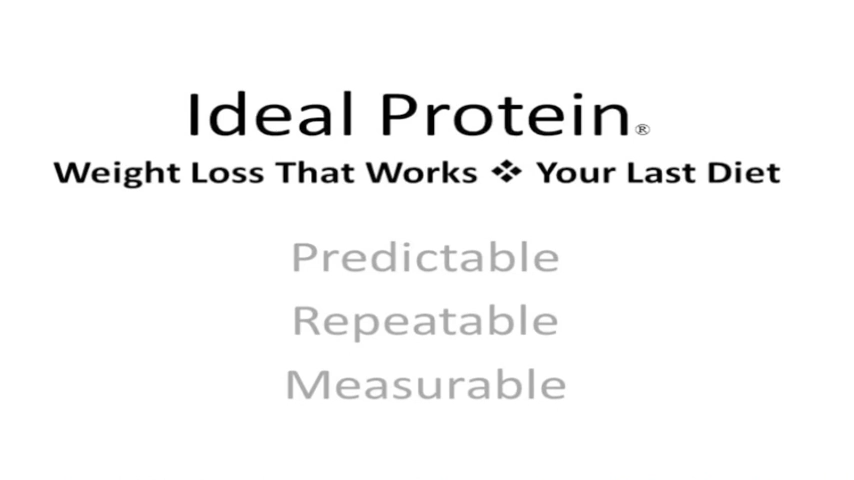 Ideal Protein®
Weight Loss That Works ❖ Your Last Diet
Predictable
Repeatable
Measurable